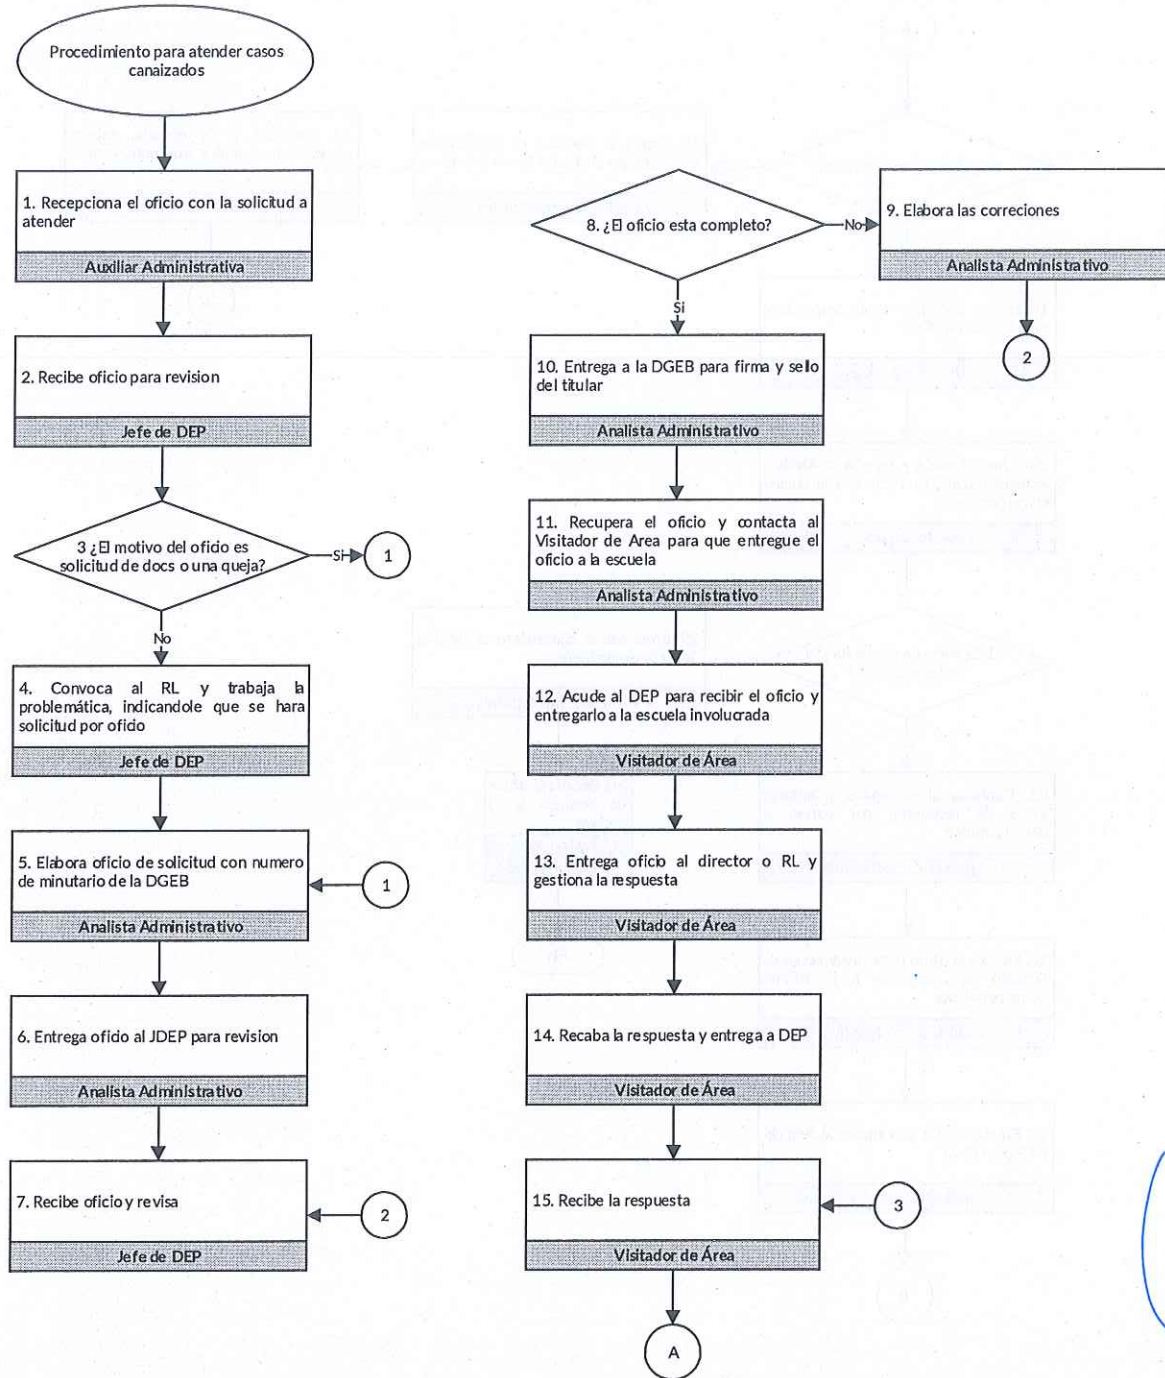 Procedimiento para atender casos
canaizados
1. Recepciona el oficio con la solicitud a
atender
Auxiliar Administrativa
2. Recibe oficio para revision
Jefe de DEP
3 ¿El motivo del oficio es
solicitud de docs o una queja?
Si
1
No
4. Convoca al RL y trabaja la
problemática, indicandole que se hara
solicitud por oficio
Jefe de DEP
5. Elabora oficio de solicitud con numero
de minutario de la DGEB
Analista Administrativo
1
6. Entrega oficio al JDEP para revision
Analista Administrativo
7. Recibe oficio y revisa
Jefe de DEP
2
8. ¿El oficio esta completo?
No
9. Elabora las correciones
Analista Administrativo
2
Si
10. Entrega a la DGEB para firma y sello
del titular
Analista Administrativo
11. Recupera el oficio y contacta al
Visitador de Area para que entregue el
oficio a la escuela
Analista Administrativo
12. Acude al DEP para recibir el oficio y
entregarlo a la escuela involucrada
Visitador de Área
13. Entrega oficio al director o RL y
gestiona la respuesta
Visitador de Área
14. Recaba la respuesta y entrega a DEP
Visitador de Área
15. Recibe la respuesta
Visitador de Área
3
A